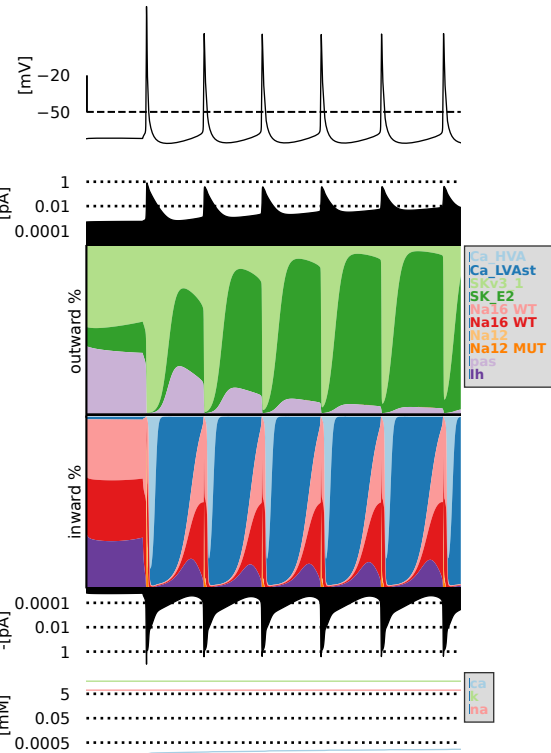 [mV]
−20
−50
[pA]
1
0.01
0.0001
outward %
Ca_HVA
Ca_LVAst
SKv3_1
SK_E2
Na16 WT
Na16 WT
Na12
Na12 MUT
pas
Ih
inward %
-[pA]
0.0001
0.01
1
[mM]
5
0.05
0.0005
ca
k
na